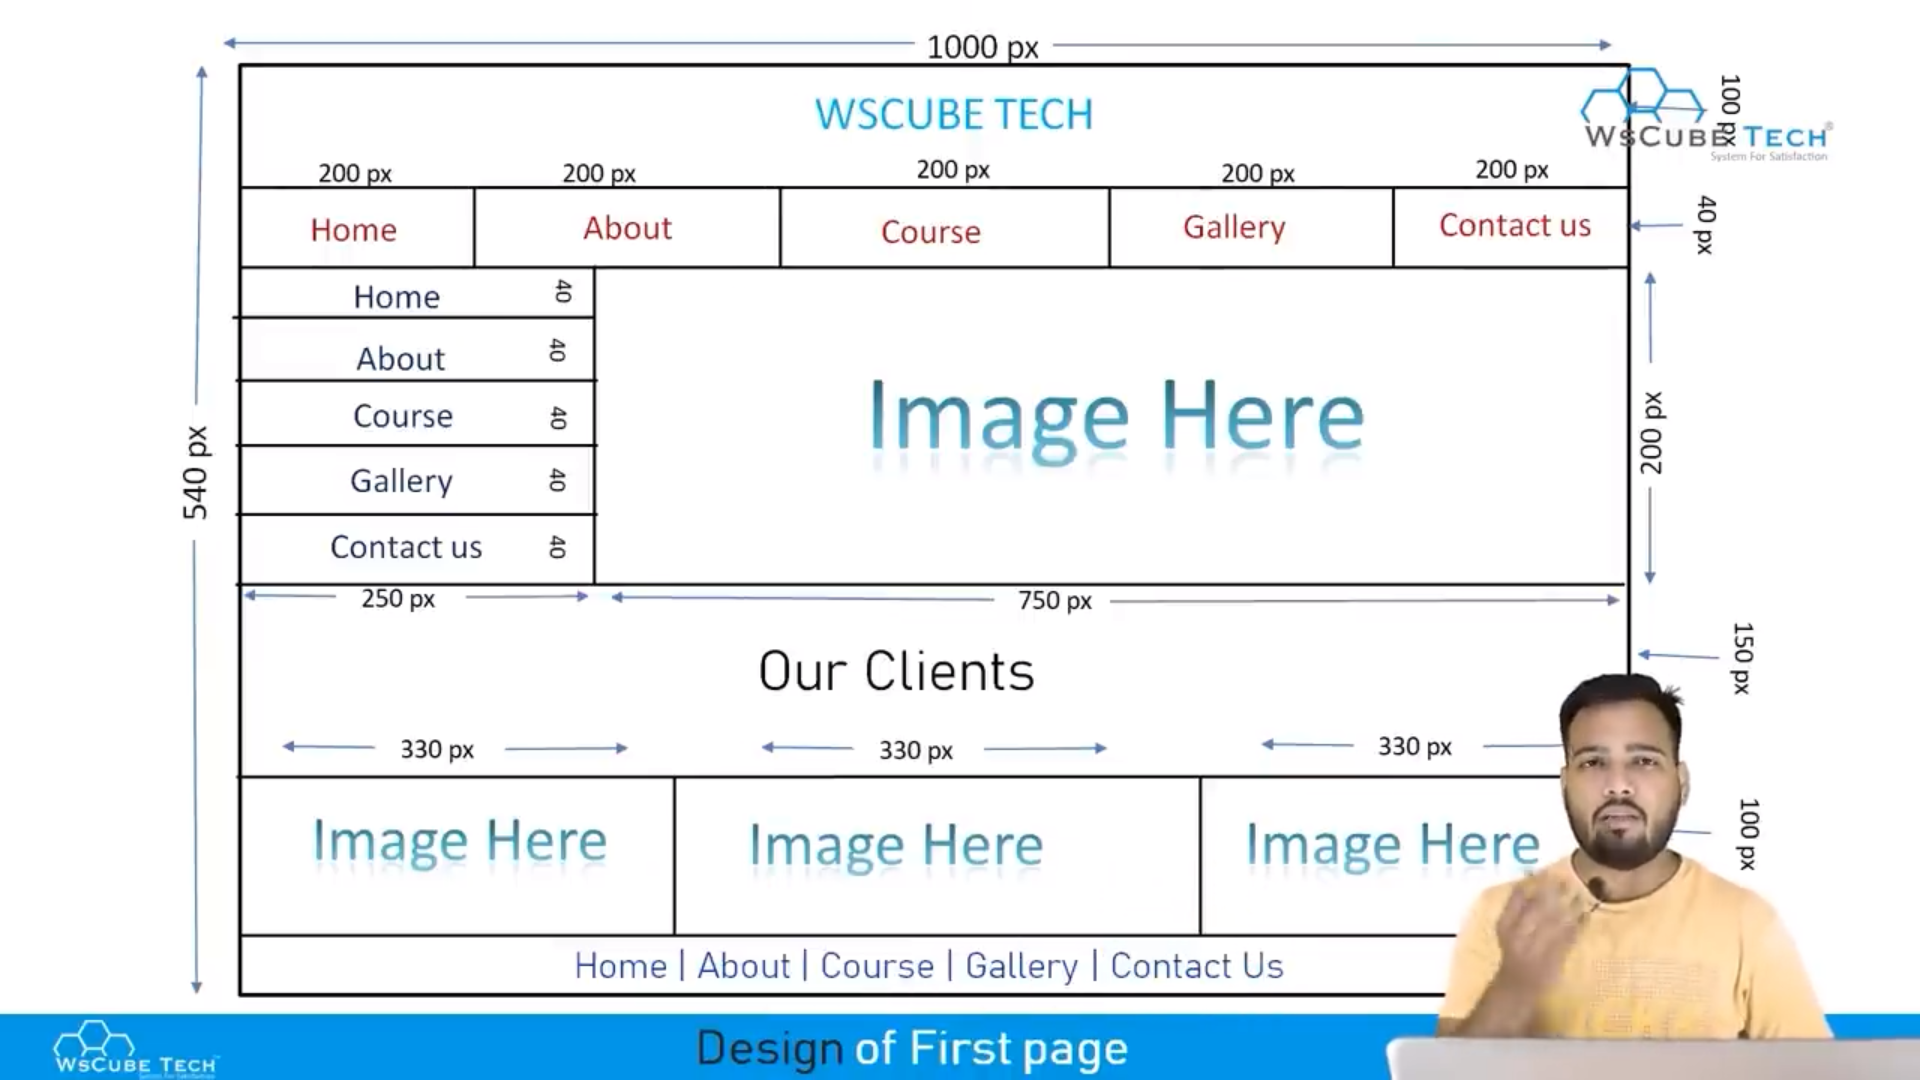 1000 px
WSCUBE TECH
100 px
WSCUBE TECH®
System For Satisfaction
200 px 200 px 200 px 200 px 200 px
Home About Course Gallery Contact us
40 px
Home 40
About 40
Course 40
Gallery 40
Contact us 40
Image Here
200 px
540 px
250 px 750 px
Our Clients
150 px
330 px 330 px 330 px
Image Here Image Here Image Here
100 px
Home | About | Course | Gallery | Contact Us
WSCUBE TECH
System For Satisfaction
Design of First page